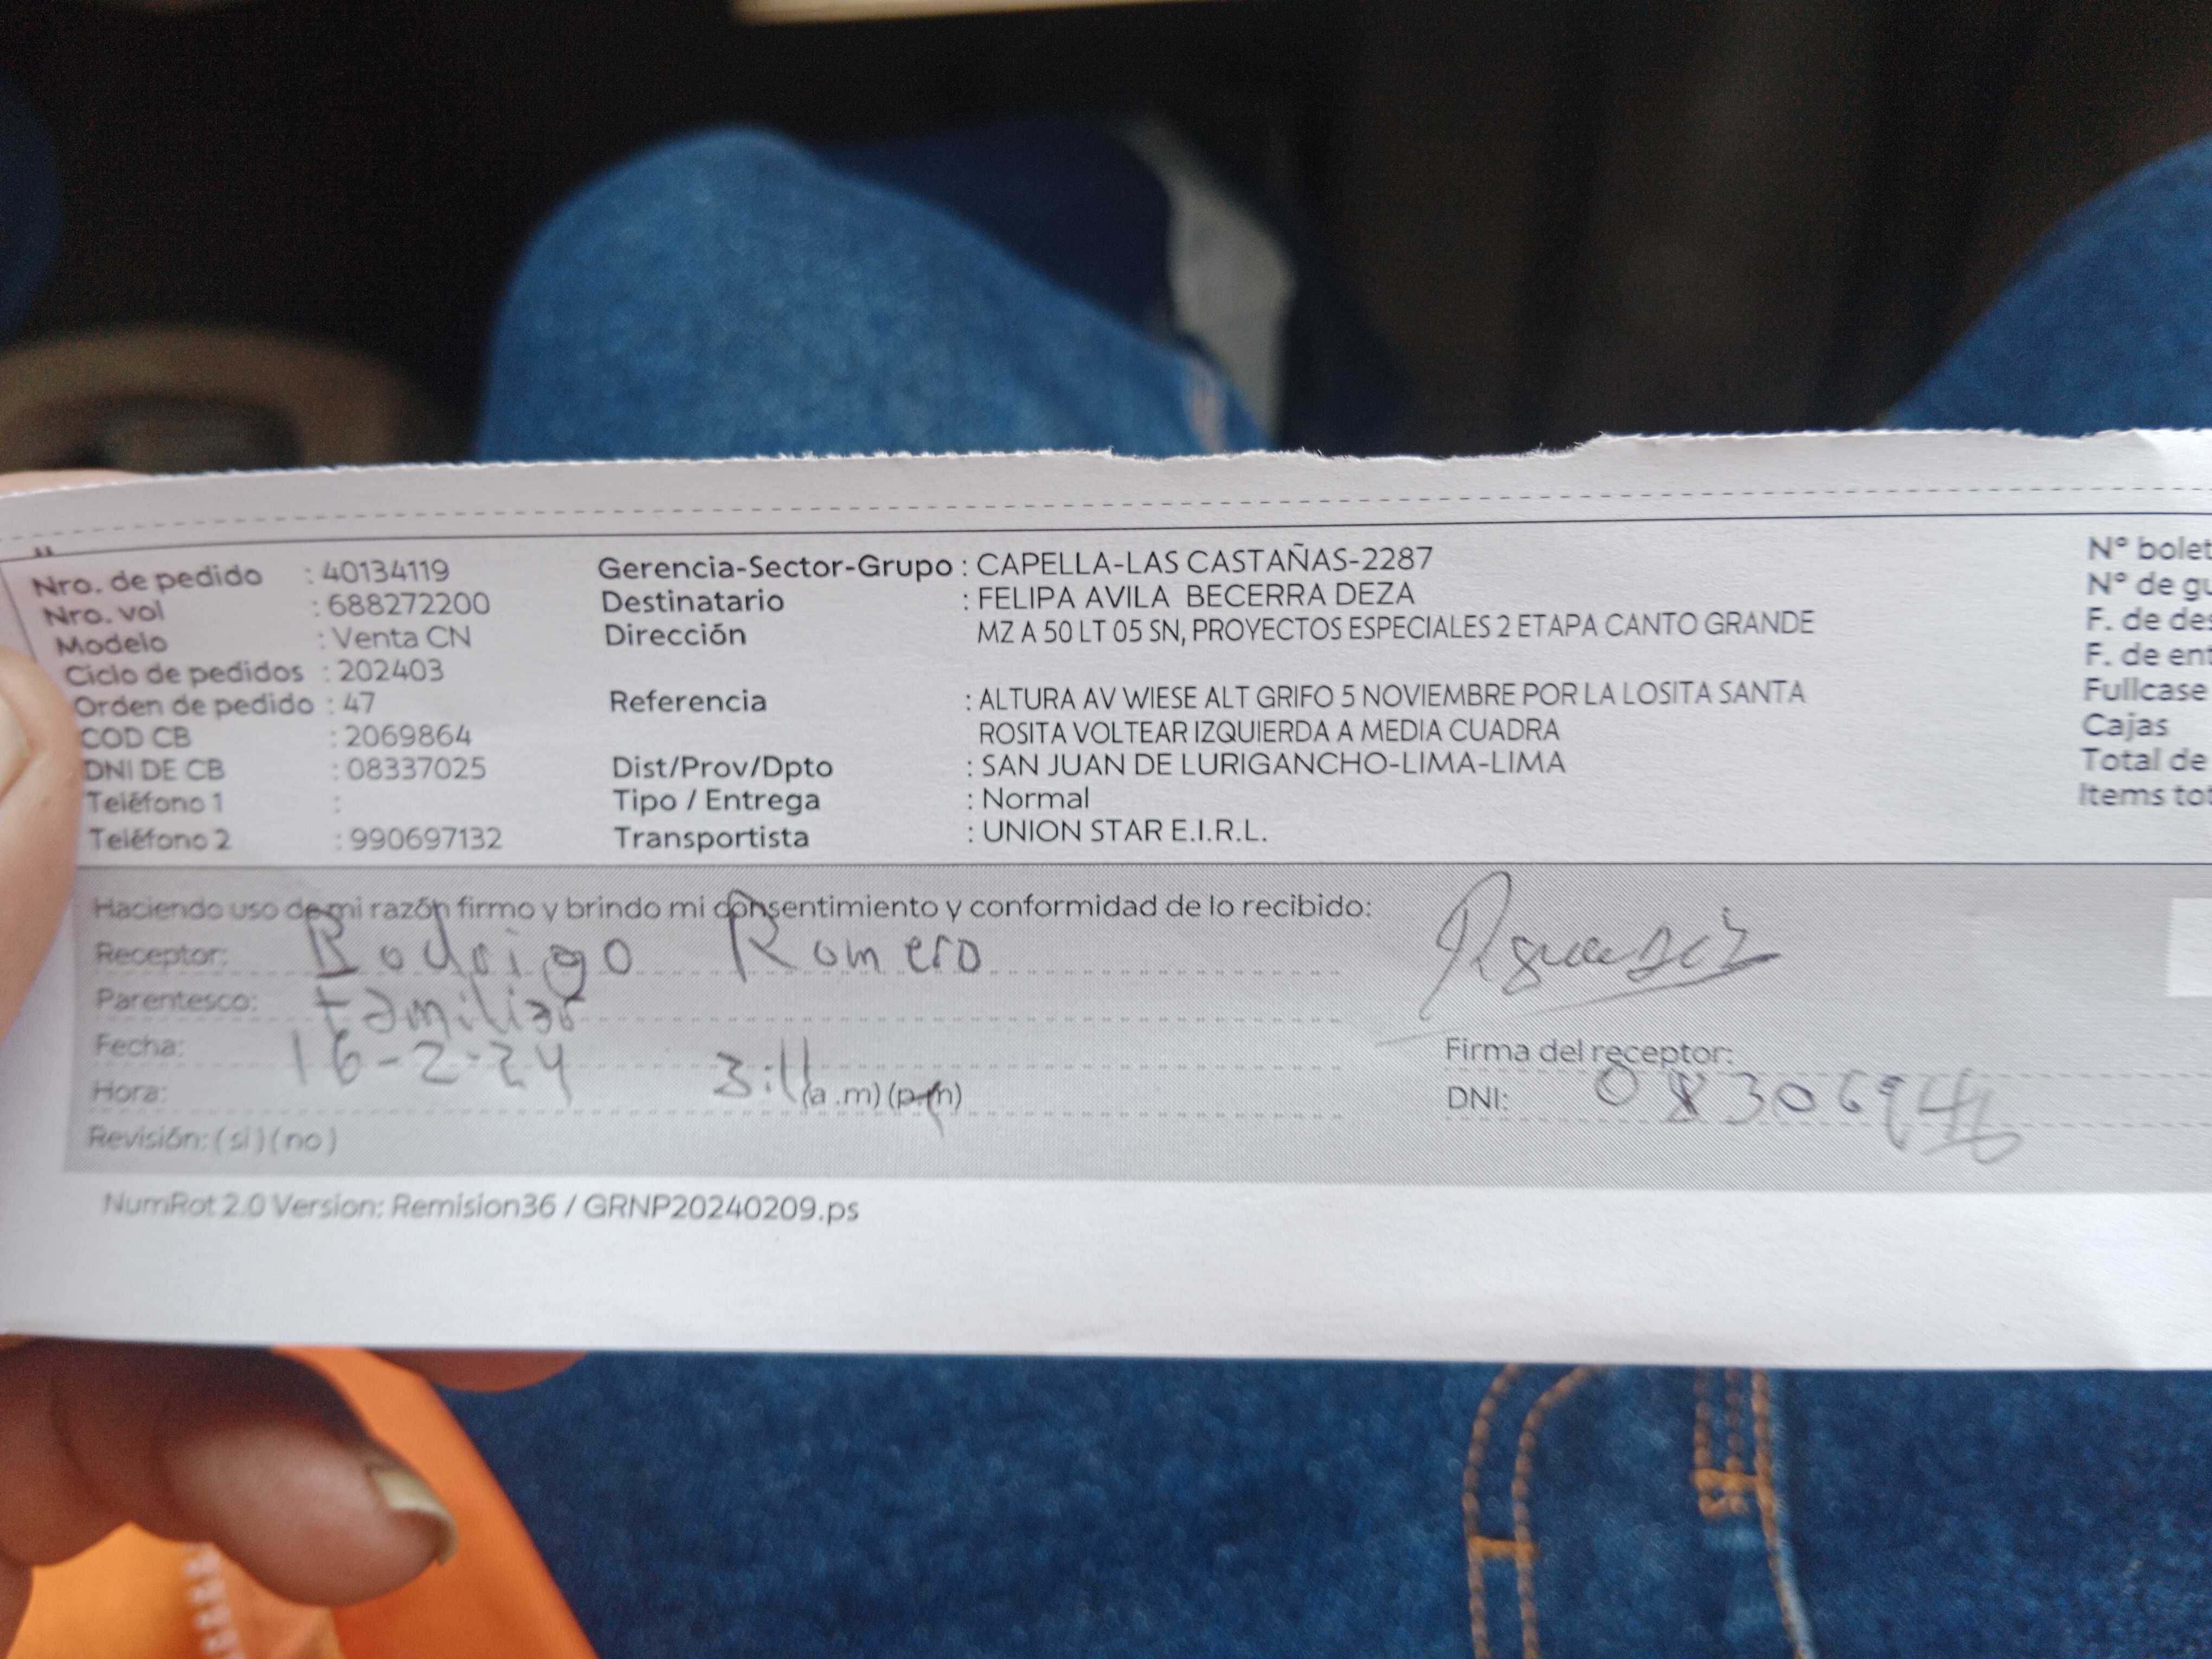 Nro. de pedido : 40134119
Nro. vol : 688272200
Modelo : Venta CN
Ciclo de pedidos : 202403
Orden de pedido : 47
COD CB : 2069864
DNI DE CB : 08337025
Teléfono 1 :
Teléfono 2 : 990697132
Gerencia-Sector-Grupo : CAPELLA-LAS CASTAÑAS-2287
Destinatario : FELIPA AVILA BECERRA DEZA
Dirección MZ A 50 LT 05 SN, PROYECTOS ESPECIALES 2 ETAPA CANTO GRANDE
Referencia : ALTURA AV WIESE ALT GRIFO 5 NOVIEMBRE POR LA LOSITA SANTA
ROSITA VOLTEAR IZQUIERDA A MEDIA CUADRA
Dist/Prov/Dpto : SAN JUAN DE LURIGANCHO-LIMA-LIMA
Tipo / Entrega : Normal
Transportista : UNION STAR E.I.R.L.
Nº bolet
Nº de gu
F. de des
F. de ent
Fullcase
Cajas
Total de
Items tot
Haciendo uso de mi razón firmo y brindo mi consentimiento y conformidad de lo recibido:
Receptor: Rodrigo Romero
Parentesco: familiar
Fecha: 16-2-24
Hora: 3:11 (a .m) (p.m)
Revisión: ( si ) ( no )
Firma del receptor:
DNI: 08306946
NumRot 2.0 Version: Remision36 / GRNP20240209.ps